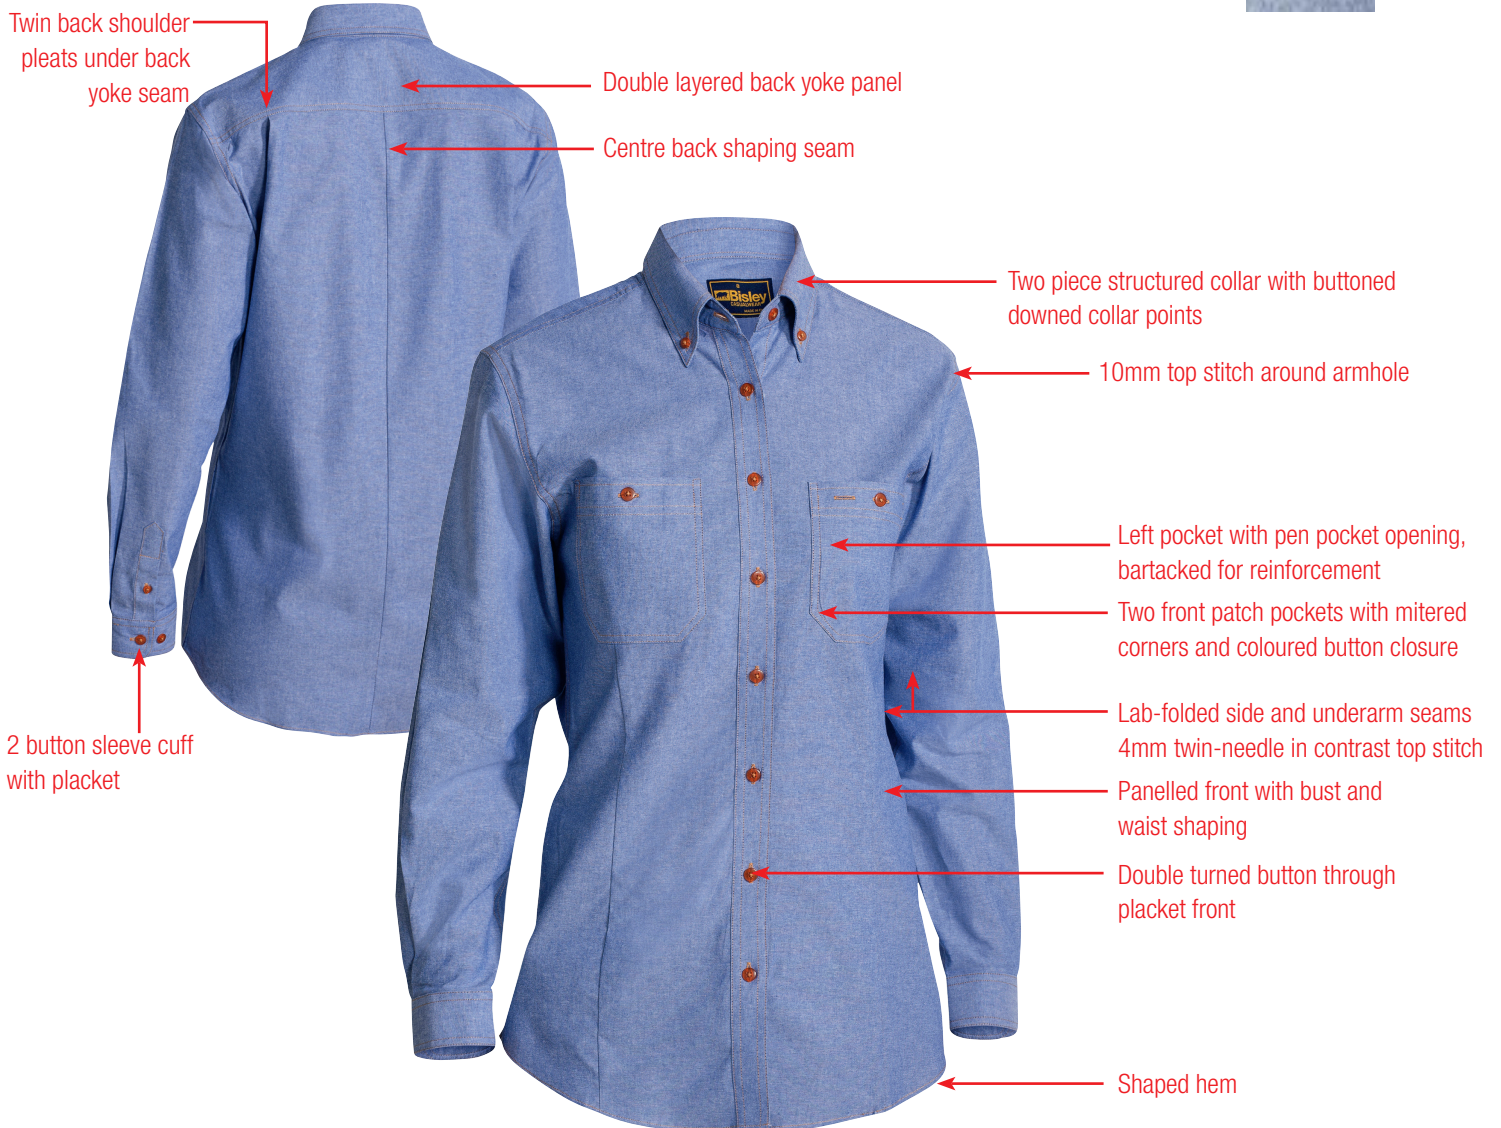 Twin back shoulder
pleats under back
yoke seam
Double layered back yoke panel
Centre back shaping seam
Bisley
Two piece structured collar with buttoned
downed collar points
10mm top stitch around armhole
Left pocket with pen pocket opening,
bartacked for reinforcement
Two front patch pockets with mitered
corners and coloured button closure
Lab-folded side and underarm seams
4mm twin-needle in contrast top stitch
2 button sleeve cuff
with placket
Panelled front with bust and
waist shaping
Double turned button through
placket front
Shaped hem